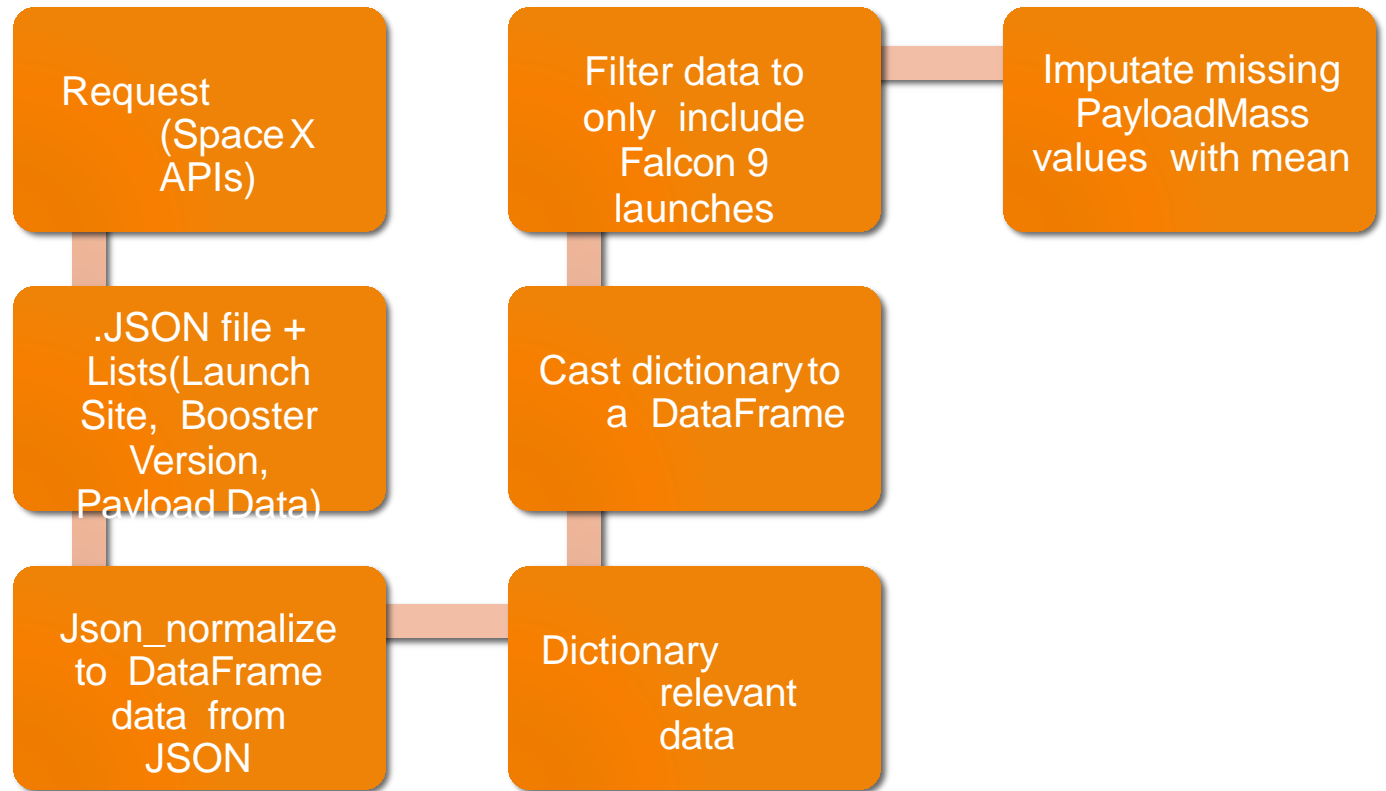 Request
(Space X
APIs)
.JSON file +
Lists(Launch
Site, Booster
Version,
Payload Data)
Json_normalize
to DataFrame
data from
JSON
Dictionary
relevant
data
Cast dictionary to
a DataFrame
Filter data to
only include
Falcon 9
launches
Imputate missing
PayloadMass
values with mean